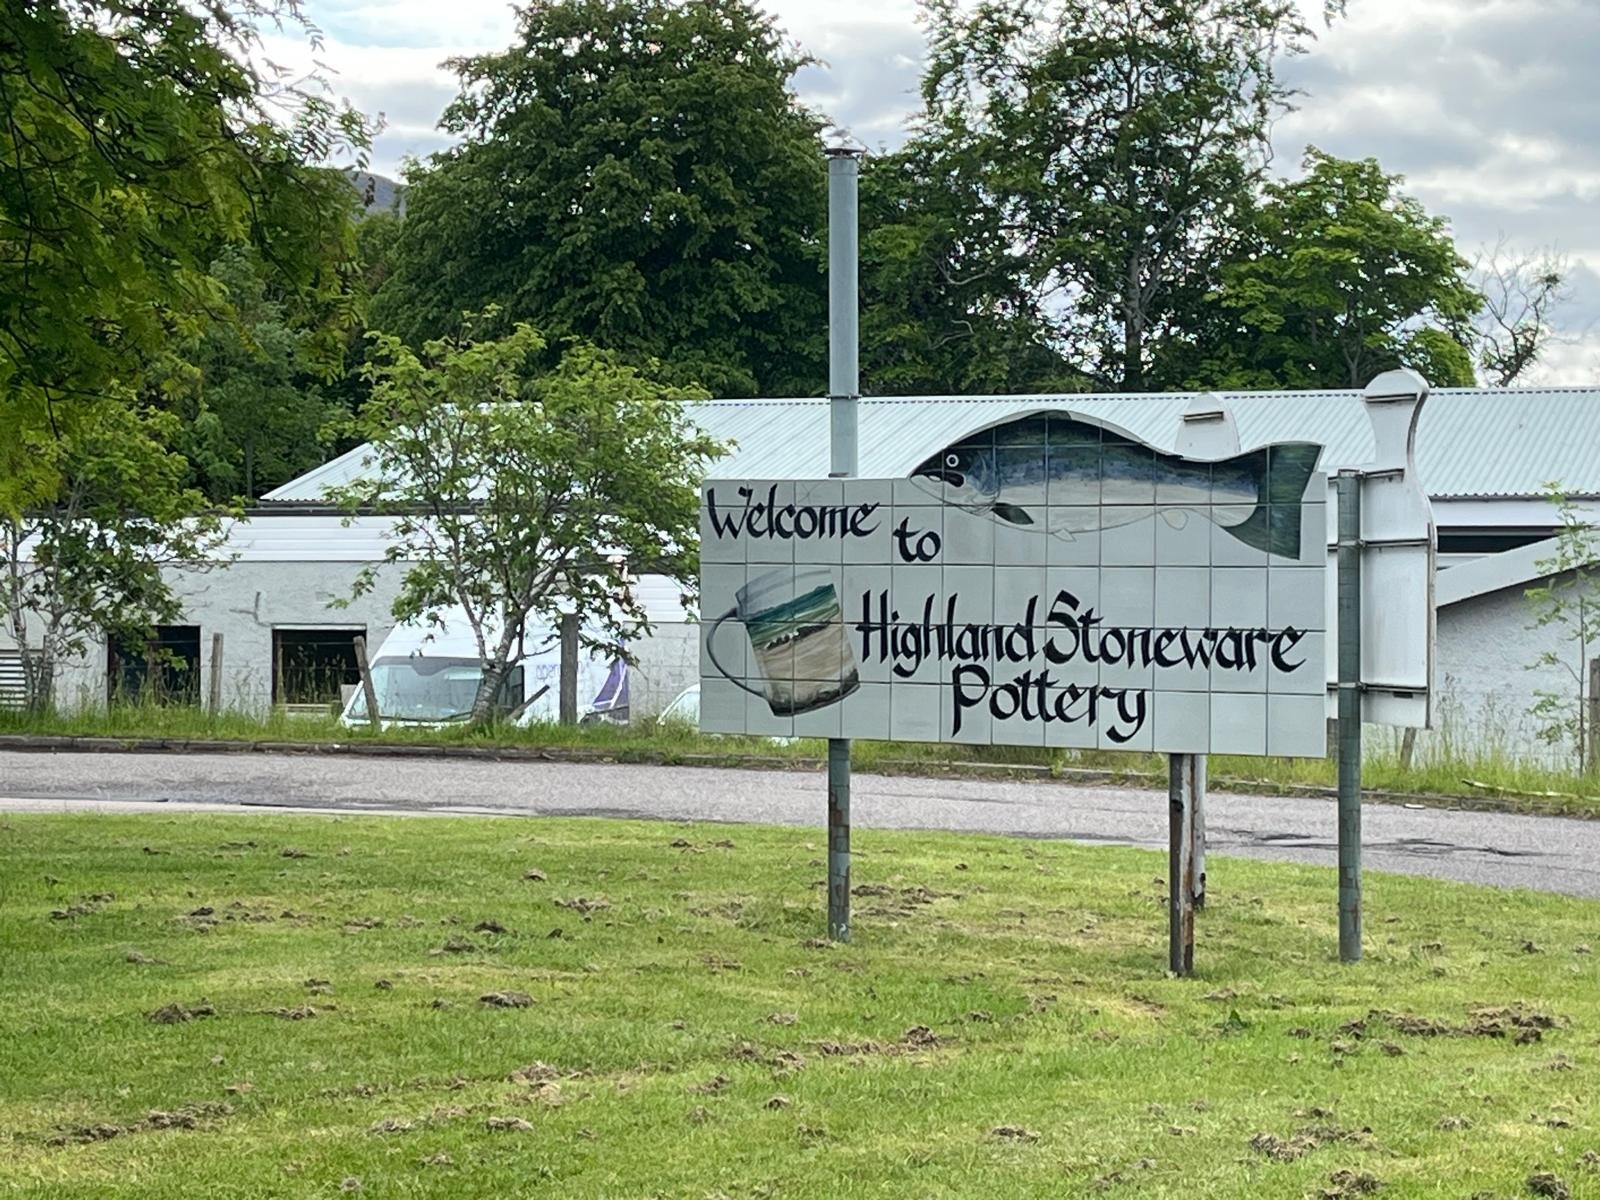 Welcome
to
Highland Stoneware
Pottery